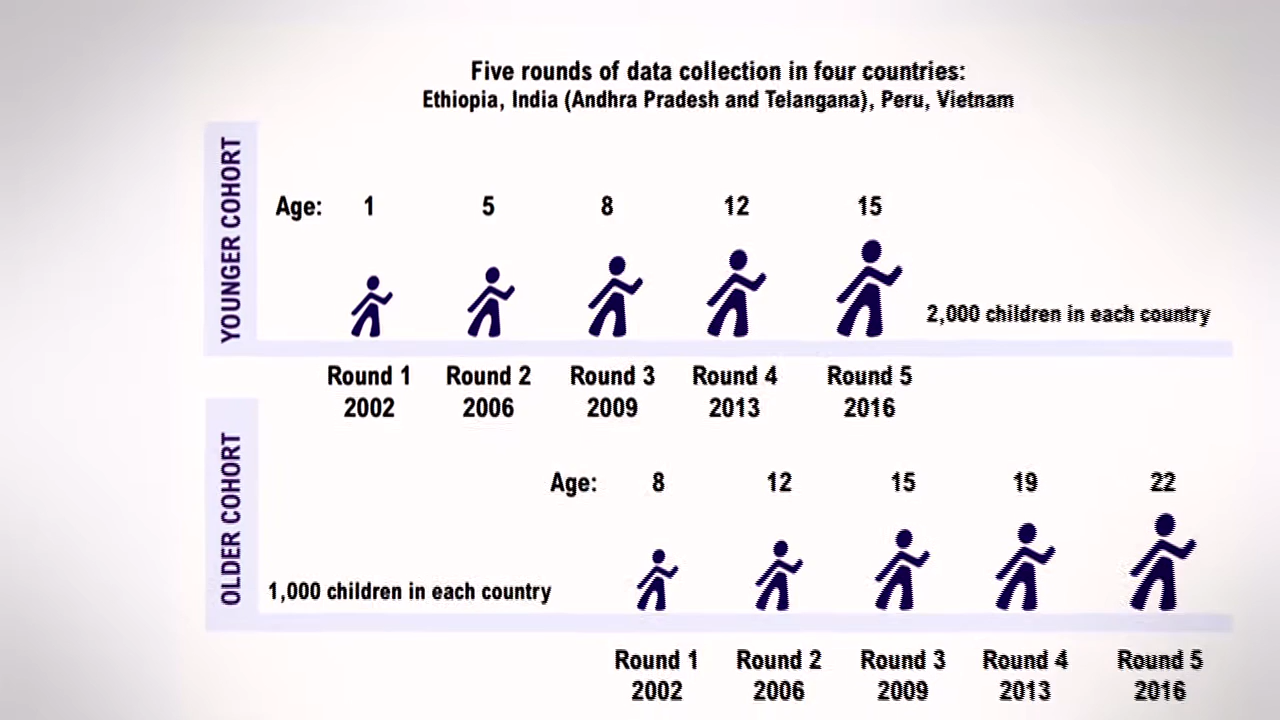 Five rounds of data collection in four countries:
Ethiopia, India (Andhra Pradesh and Telangana), Peru, Vietnam
YOUNGER COHORT
Age: 1 5 8 12 15
2,000 children in each country
Round 1 Round 2 Round 3 Round 4 Round 5
2002 2006 2009 2013 2016
OLDER COHORT
Age: 8 12 15 19 22
1,000 children in each country
Round 1 Round 2 Round 3 Round 4 Round 5
2002 2006 2009 2013 2016